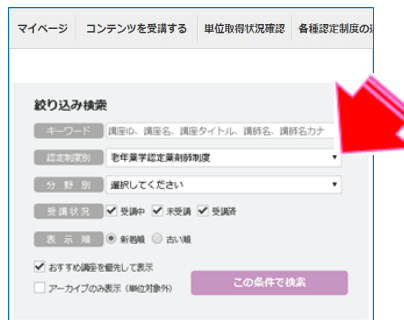 マイページ コンテンツを受講する 単位取得状況確認 各種認定制度の
絞り込み検索
キーワード 講座ID、講座名、講座タイトル、講師名、講師名カナ
認定制度別 老年薬学認定薬剤師制度
分野別 選択してください
受講状況 受講中 未受講 受講済
表示順 新着順 古い順
おすすめ講座を優先して表示
アーカイブのみ表示（単位対象外） この条件で検索